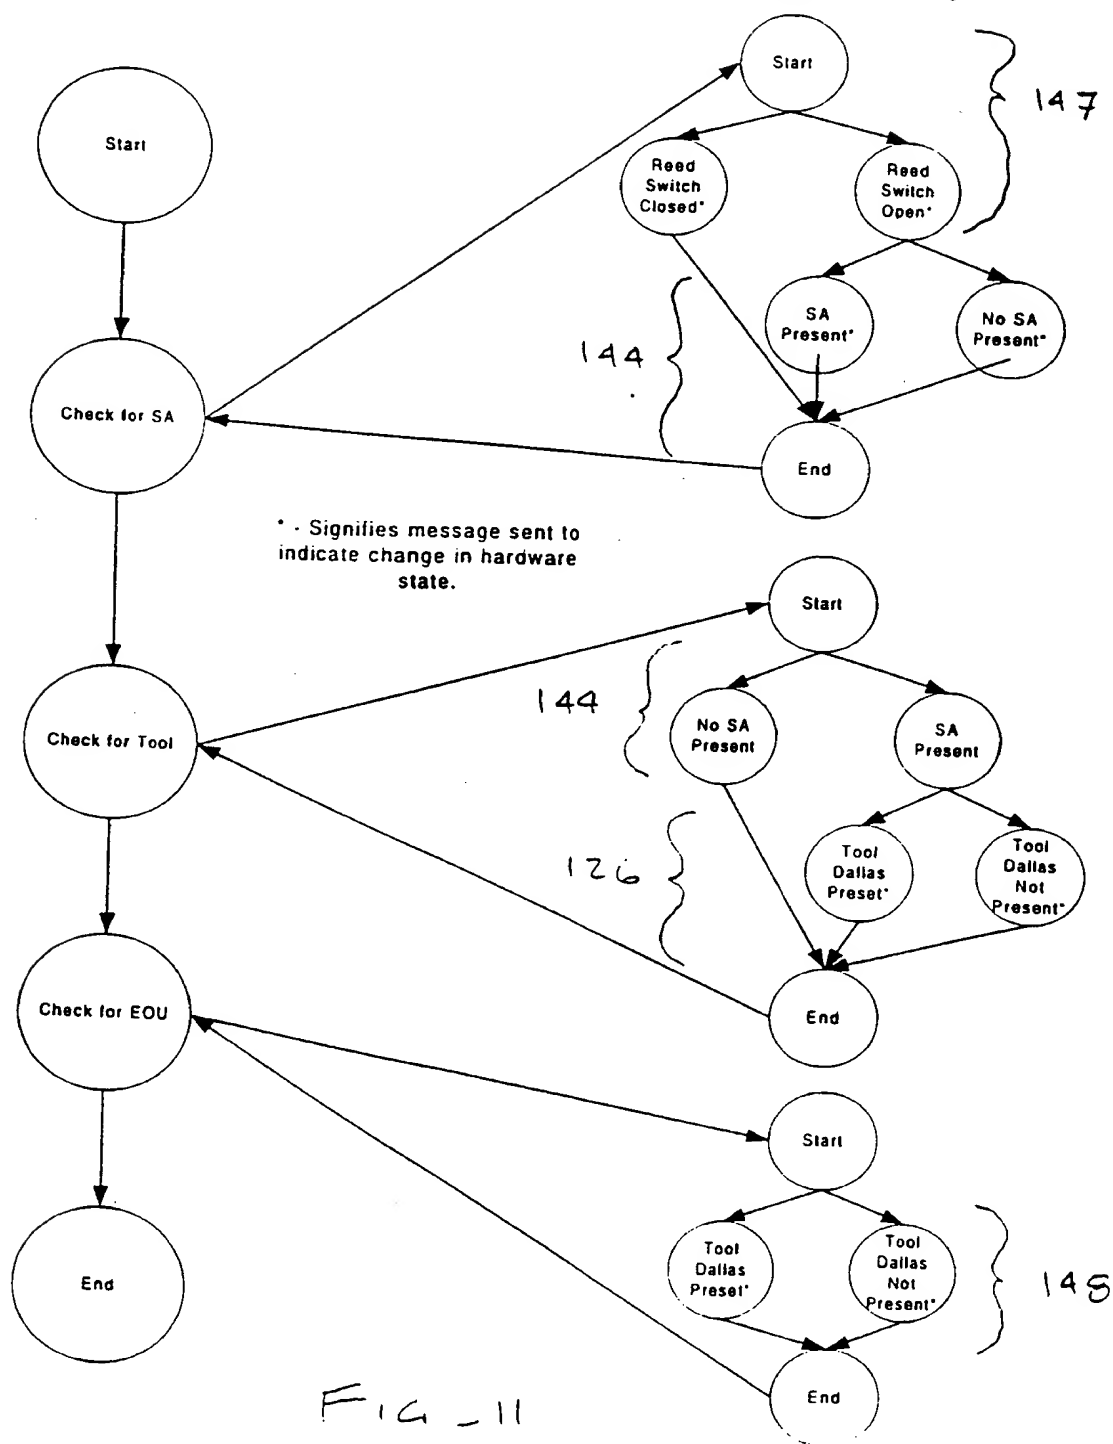 Start
Check for SA
Check for Tool
Check for EOU
End
Start
Reed
Switch
Closed*
Reed
Switch
Open*
SA
Present*
No SA
Present*
End
147
144
* - Signifies message sent to
indicate change in hardware
state.
Start
No SA
Present
SA
Present
Tool
Dallas
Preset*
Tool
Dallas
Not
Present*
End
144
126
Start
Tool
Dallas
Preset*
Tool
Dallas
Not
Present*
End
148
FIG_11